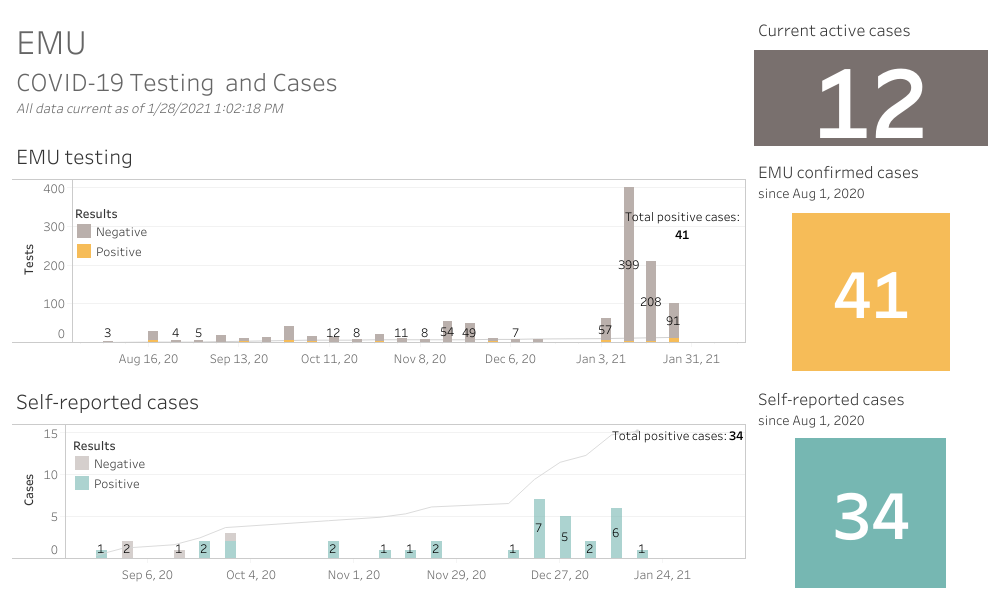 EMU
COVID-19 Testing and Cases
All data current as of 1/28/2021 1:02:18 PM
Current active cases
12
EMU testing
EMU confirmed cases
since Aug 1, 2020
41
400
300
200
100
0
Tests
Results
Negative
Positive
Total positive cases:
41
3
4
5
12
8
11
8
54
49
7
57
399
208
91
Aug 16, 20
Sep 13, 20
Oct 11, 20
Nov 8, 20
Dec 6, 20
Jan 3, 21
Jan 31, 21
Self-reported cases
Self-reported cases
since Aug 1, 2020
34
15
10
5
0
Cases
Results
Negative
Positive
Total positive cases: 34
1
2
1
2
2
1
1
2
1
7
5
2
6
1
Sep 6, 20
Oct 4, 20
Nov 1, 20
Nov 29, 20
Dec 27, 20
Jan 24, 21